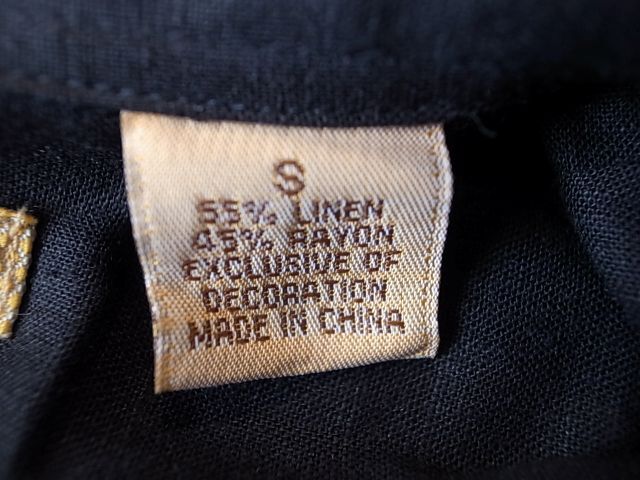 S
55% LINEN
45% RAYON
EXCLUSIVE OF
DECORATION
MADE IN CHINA